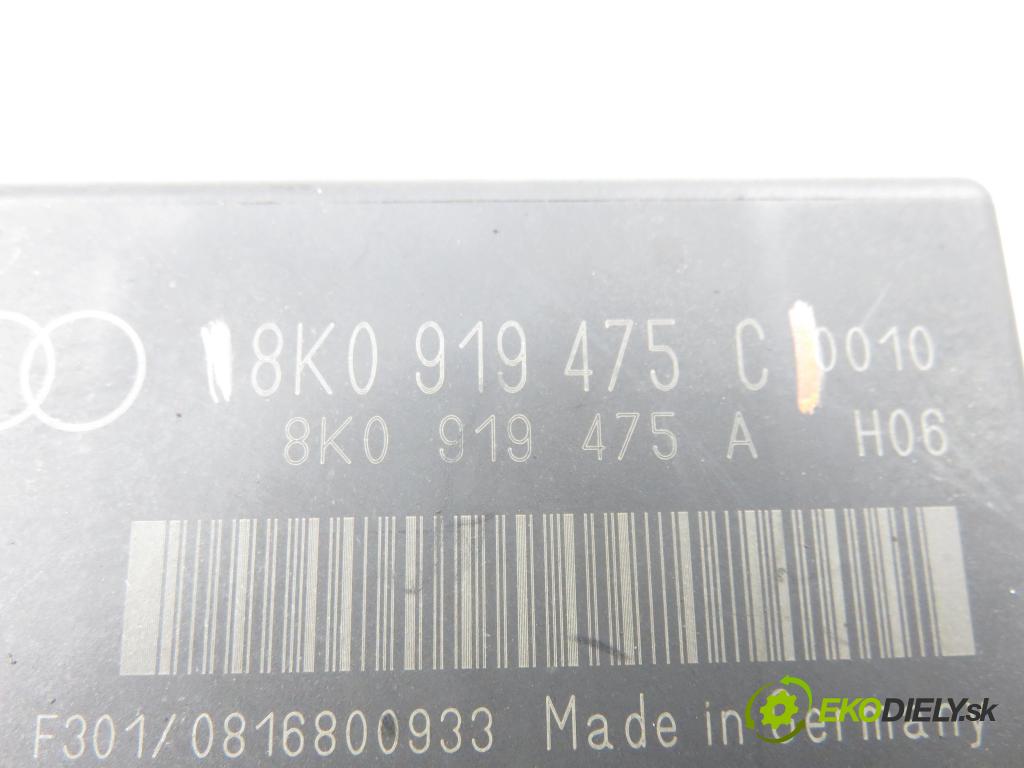 8K0 919 475 C 0010
8K0 919 475 A H06
F301/0816800933 Made in Germany
EKODIELY.sk